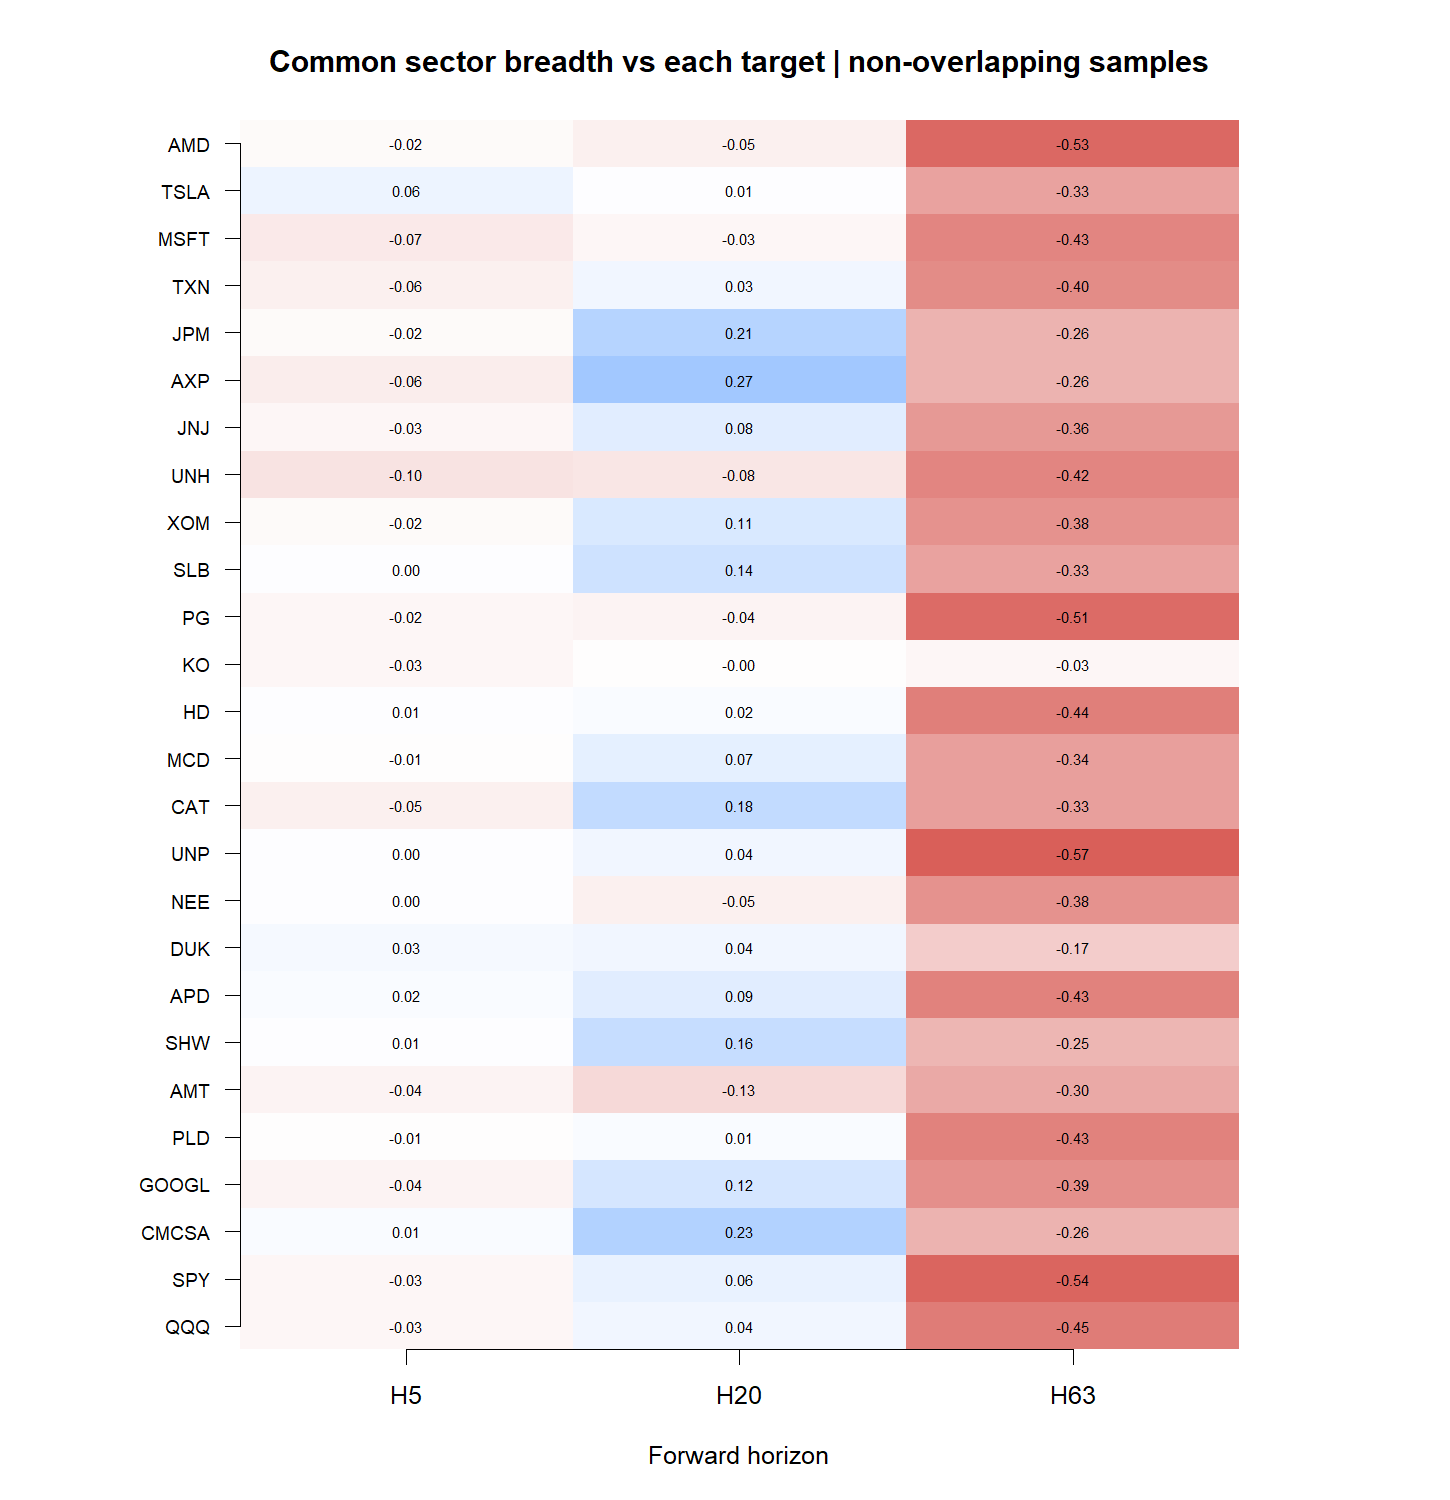 Common sector breadth vs each target | non-overlapping samples
AMD -0.02 -0.05 -0.53
TSLA 0.06 0.01 -0.33
MSFT -0.07 -0.03 -0.43
TXN -0.06 0.03 -0.40
JPM -0.02 0.21 -0.26
AXP -0.06 0.27 -0.26
JNJ -0.03 0.08 -0.36
UNH -0.10 -0.08 -0.42
XOM -0.02 0.11 -0.38
SLB 0.00 0.14 -0.33
PG -0.02 -0.04 -0.51
KO -0.03 -0.00 -0.03
HD 0.01 0.02 -0.44
MCD -0.01 0.07 -0.34
CAT -0.05 0.18 -0.33
UNP 0.00 0.04 -0.57
NEE 0.00 -0.05 -0.38
DUK 0.03 0.04 -0.17
APD 0.02 0.09 -0.43
SHW 0.01 0.16 -0.25
AMT -0.04 -0.13 -0.30
PLD -0.01 0.01 -0.43
GOOGL -0.04 0.12 -0.39
CMCSA 0.01 0.23 -0.26
SPY -0.03 0.06 -0.54
QQQ -0.03 0.04 -0.45
H5 H20 H63
Forward horizon